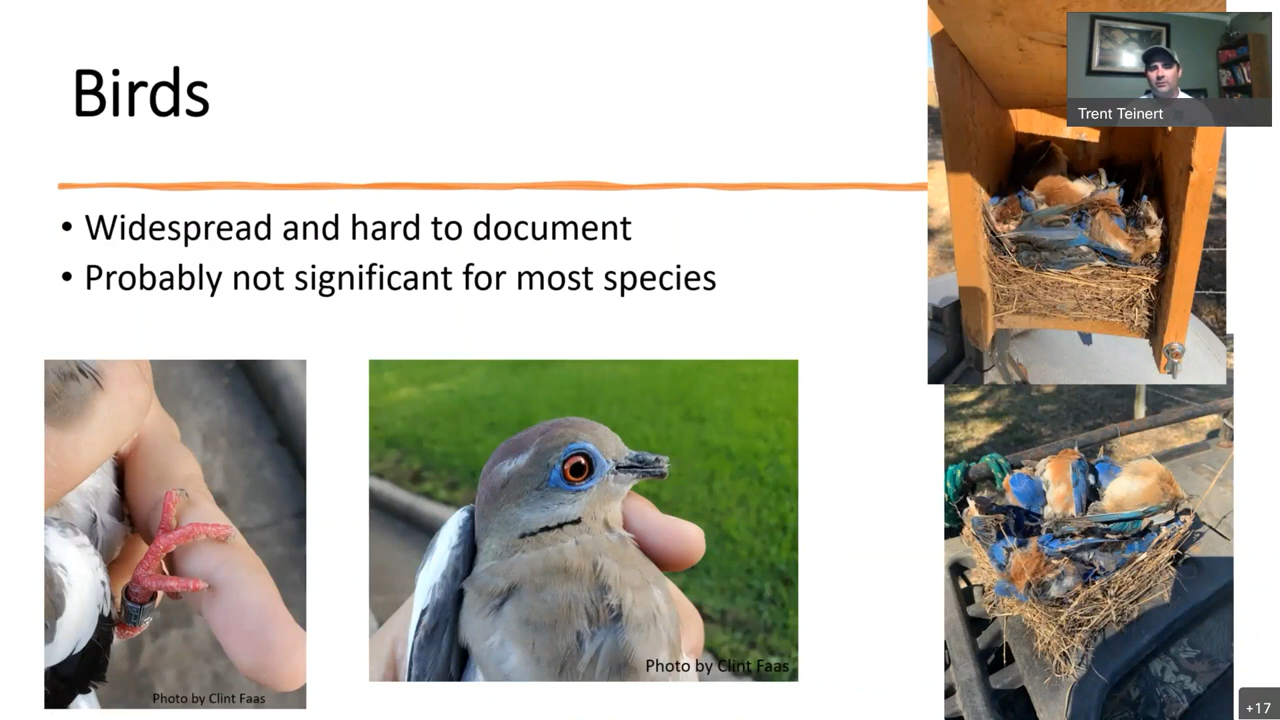 Birds
Trent Teinert
• Widespread and hard to document
• Probably not significant for most species
Photo by Clint Faas
Photo by Clint Faas
+17